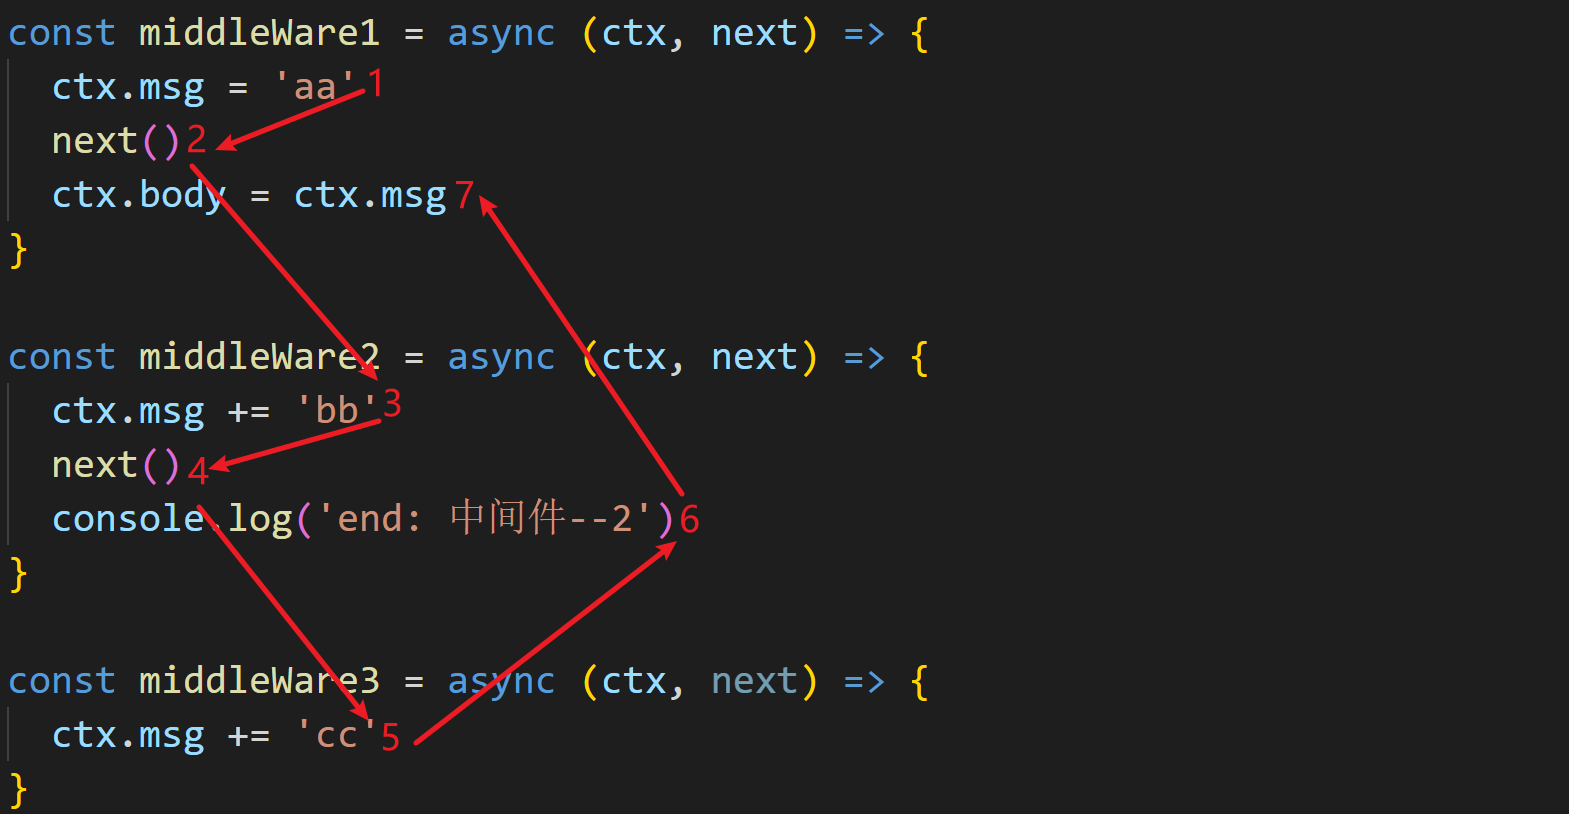 const middleWare1 = async (ctx, next) => {
ctx.msg = 'aa' 1
next() 2
ctx.body = ctx.msg 7
}
const middleWare2 = async (ctx, next) => {
ctx.msg += 'bb' 3
next() 4
console.log('end: 中间件--2') 6
}
const middleWare3 = async (ctx, next) => {
ctx.msg += 'cc' 5
}